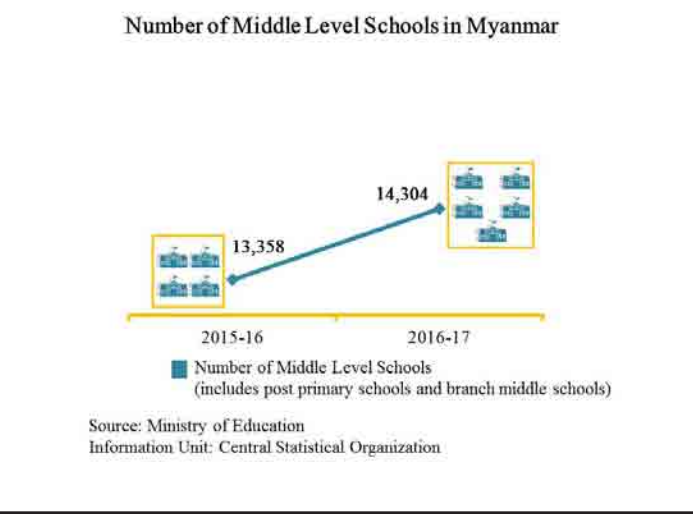 Number of Middle Level Schools in Myanmar
14,304
13,358
2015-16 2016-17
Number of Middle Level Schools
(includes post primary schools and branch middle schools)
Source: Ministry of Education
Information Unit: Central Statistical Organization